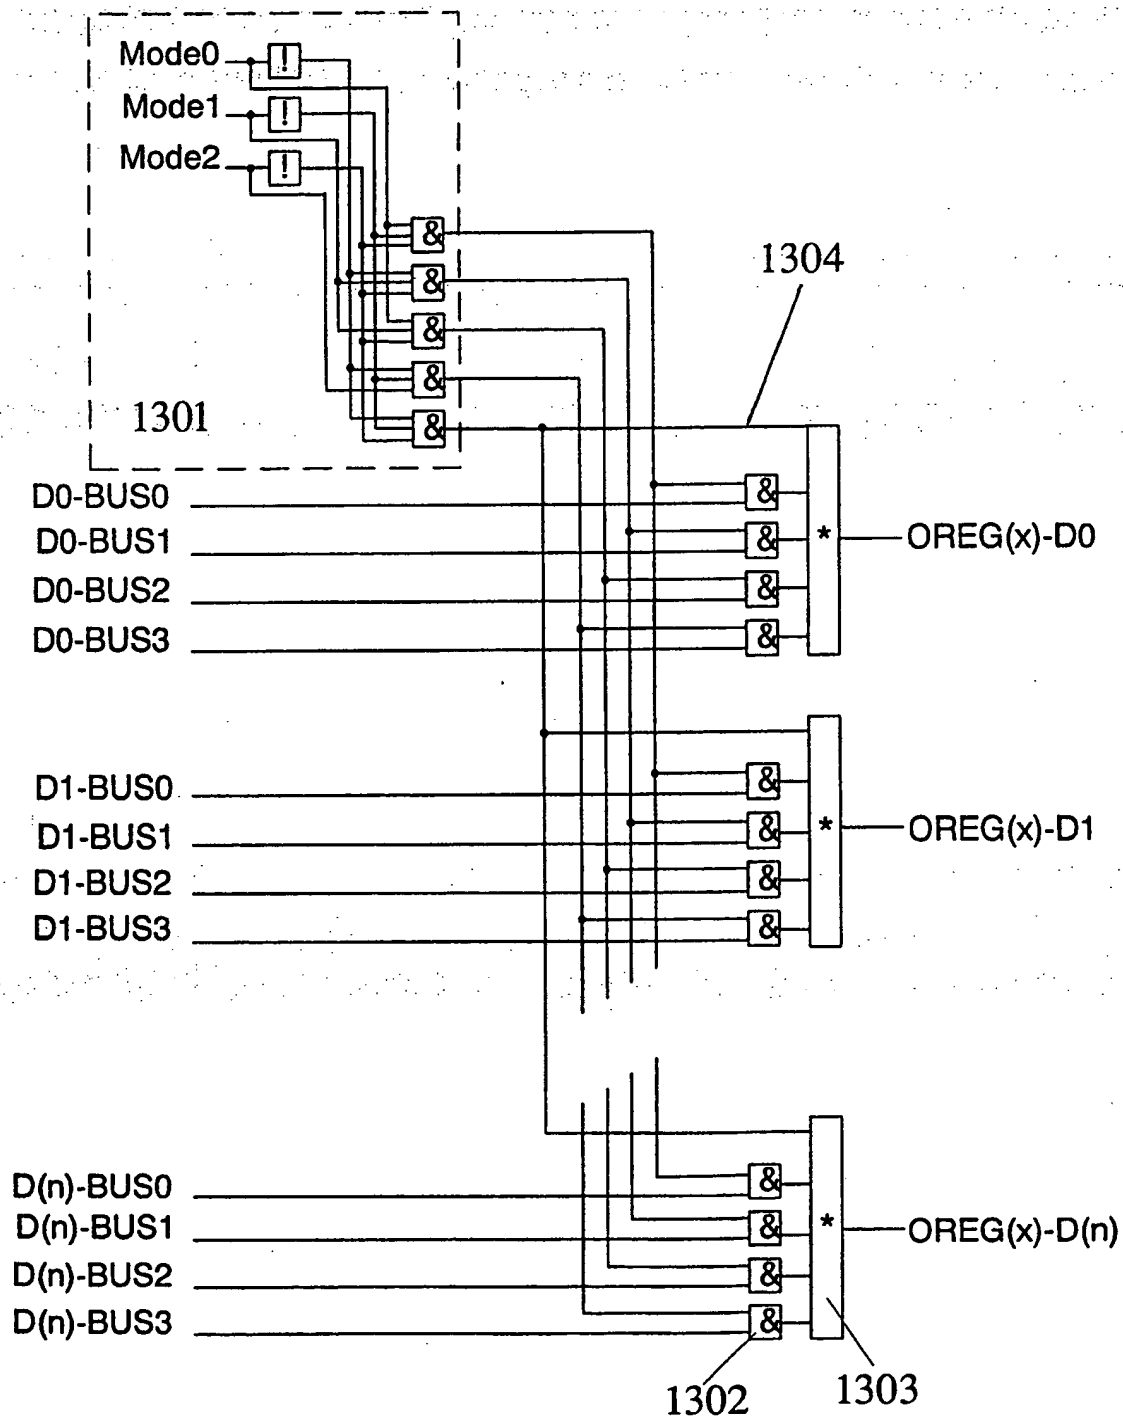 Mode0
!
Mode1
!
Mode2
!
&
&
&
&
&
1301
1304
D0-BUS0
&
D0-BUS1
&
D0-BUS2
&
D0-BUS3
&
*
OREG(x)-D0
D1-BUS0
&
D1-BUS1
&
D1-BUS2
&
D1-BUS3
&
*
OREG(x)-D1
D(n)-BUS0
&
D(n)-BUS1
&
D(n)-BUS2
&
D(n)-BUS3
&
*
OREG(x)-D(n)
1302
1303